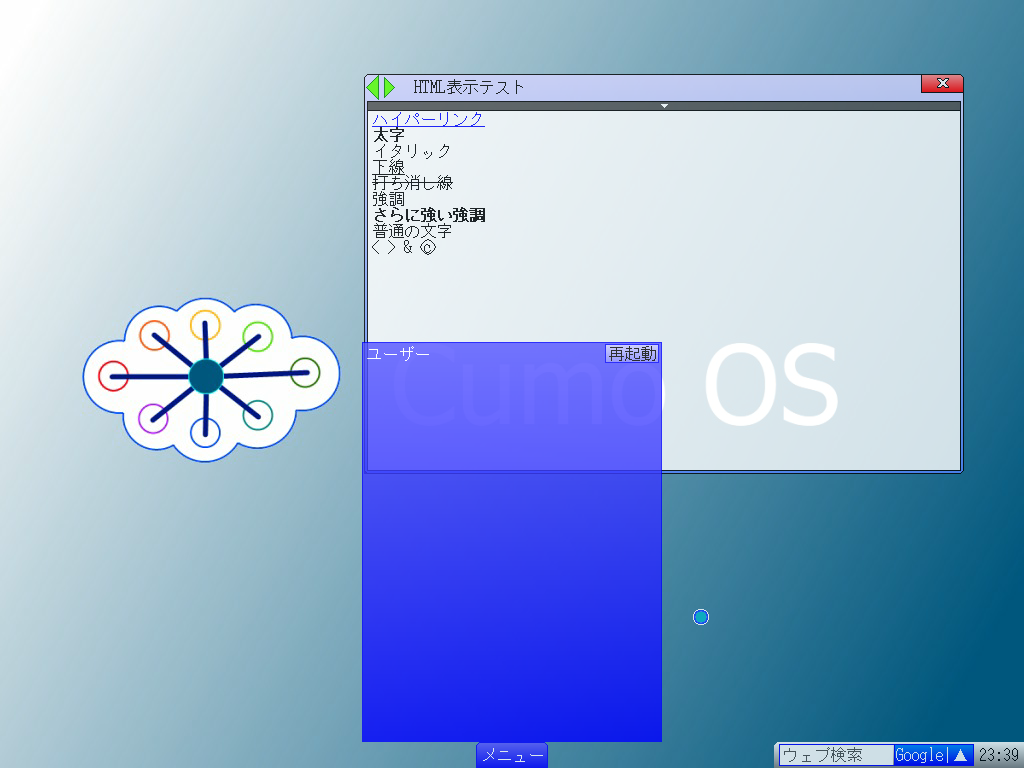 HTML表示テスト
ハイパーリンク
太字
イタリック
下線
打ち消し線
強調
さらに強い強調
普通の文字
< > & ©
ユーザー
再起動
Cumo OS
メニュー
ウェブ検索
Google
23:39